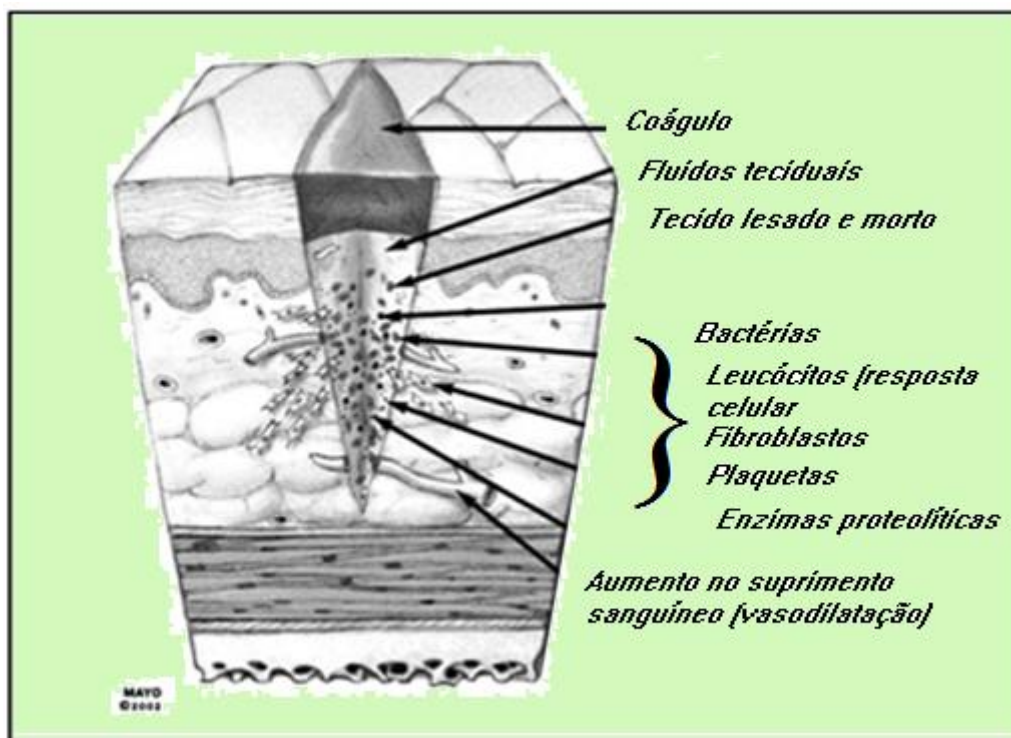 Coágulo
Fluídos teciduais
Tecido lesado e morto
Bactérias
Leucócitos (resposta
celular
Fibroblastos
Plaquetas
Enzimas proteolíticas
Aumento no suprimento
sanguíneo (vasodilatação)
MAYO
©2002